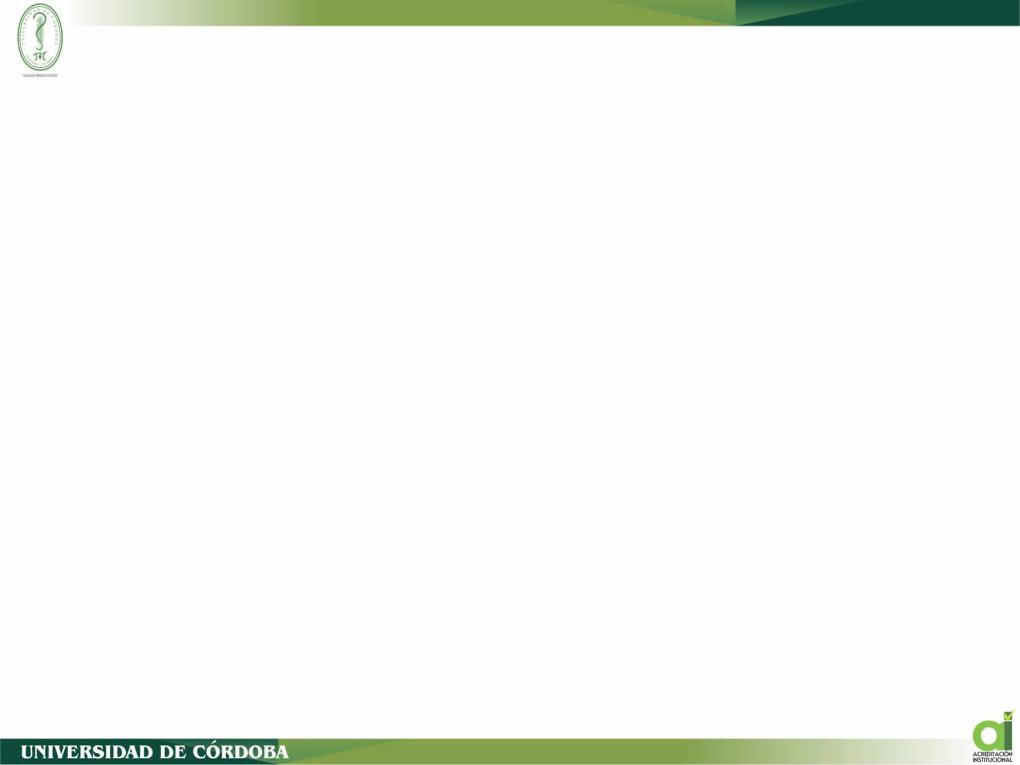 UNIVERSIDAD DE CÓRDOBA
ACREDITACIÓN
INSTITUCIONAL